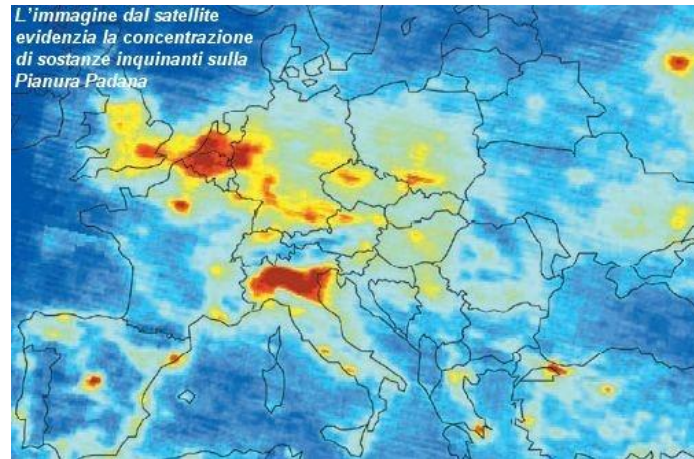 L'immagine dal satellite
evidenzia la concentrazione
di sostanze inquinanti sulla
Pianura Padana